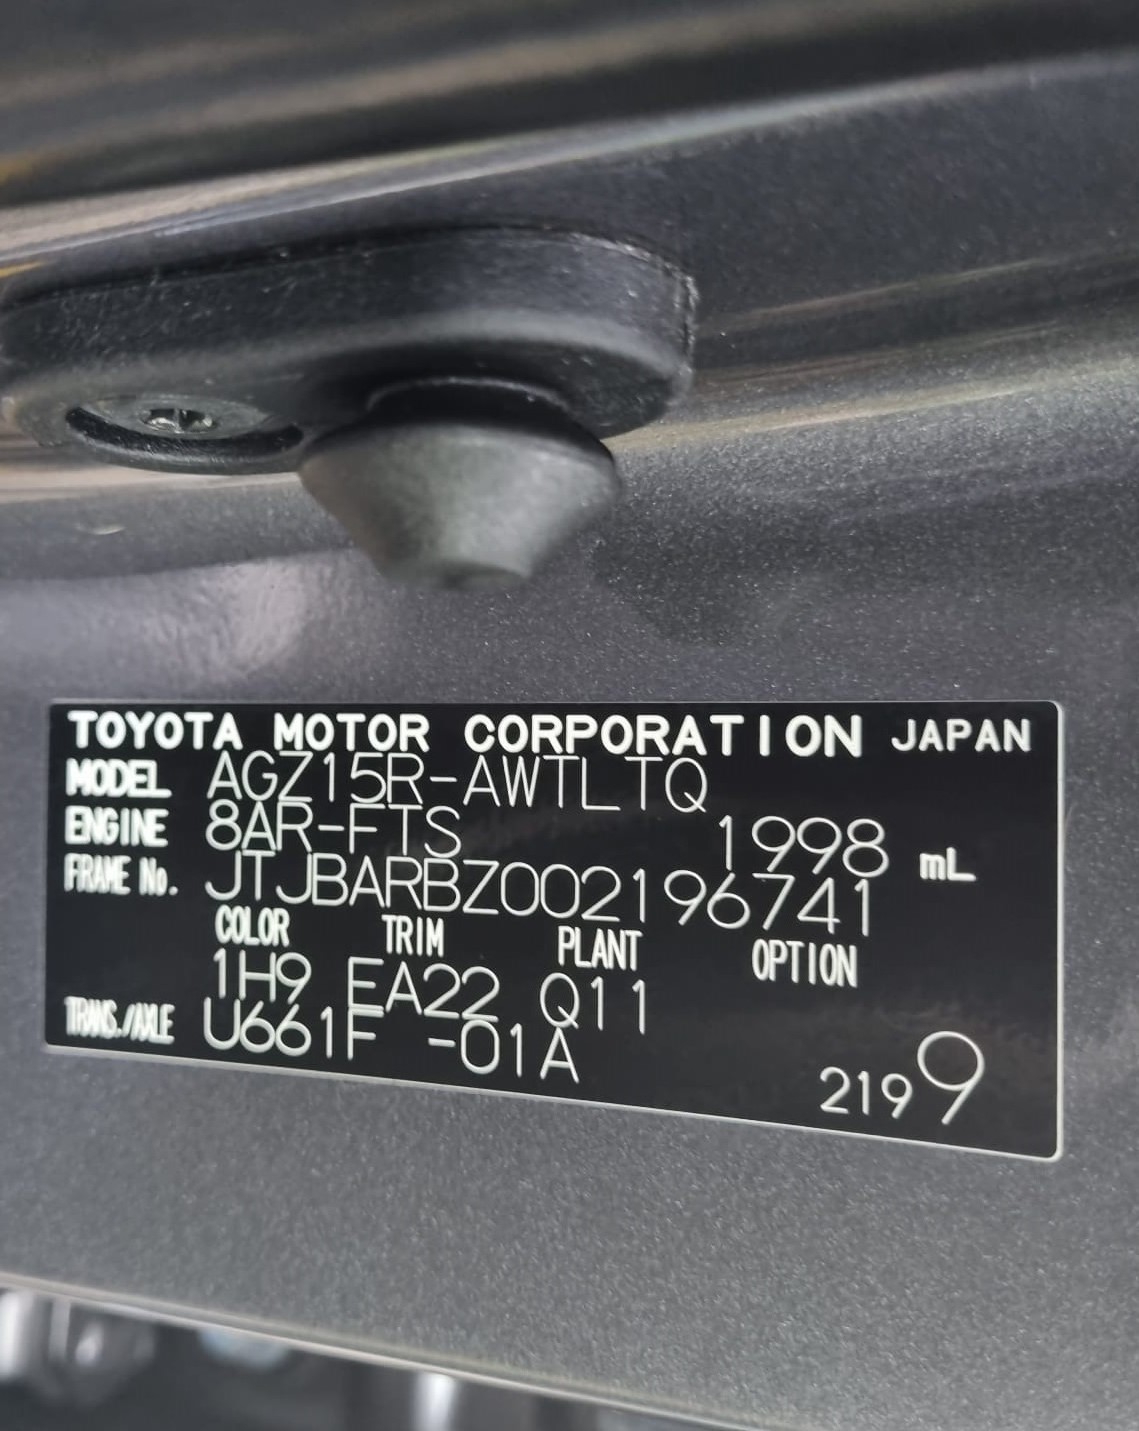 TOYOTA MOTOR CORPORATION JAPAN
MODEL AGZ15R-AWTLTQ
ENGINE 8AR-FTS 1998 mL
FRAME No. JTJBARBZ002196741
COLOR TRIM PLANT OPTION
1H9 EA22 Q11
TRANS./AXLE U661F -01A
2199